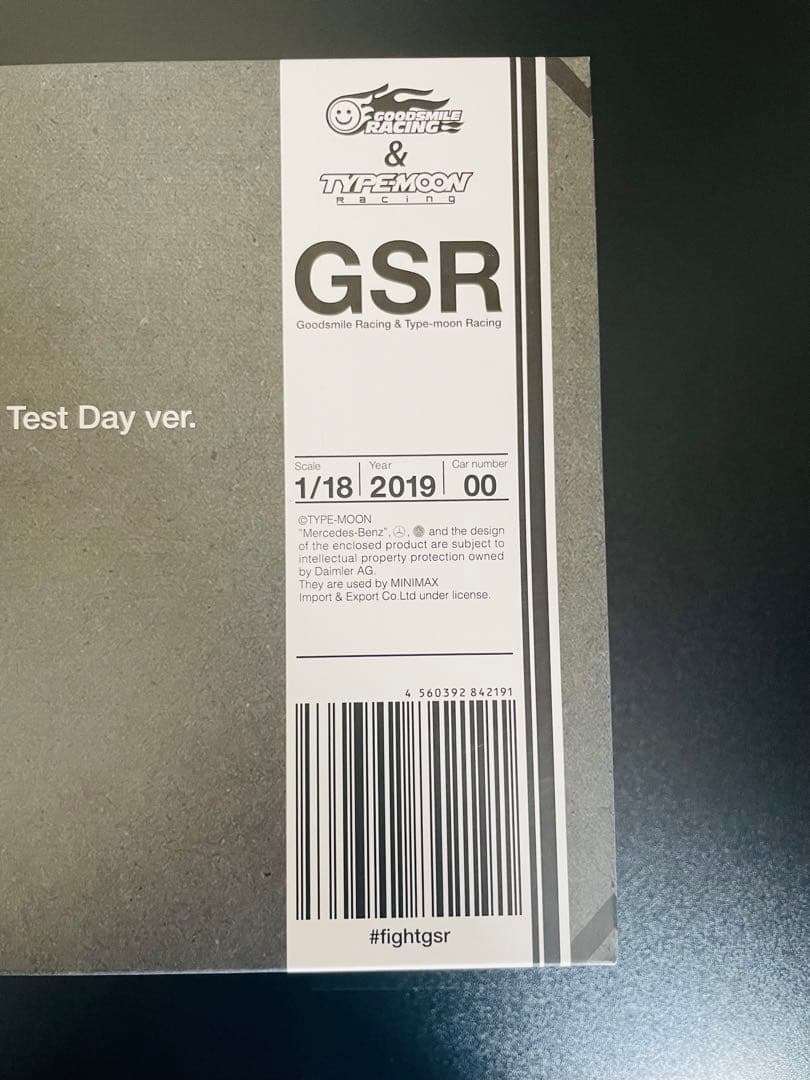 GOODSMILE
RACING
&
TYPE-MOON
Racing
GSR
Goodsmile Racing & Type-moon Racing
Test Day ver.
Scale Year Car number
1/18 2019 00
©TYPE-MOON
"Mercedes-Benz", , and the design
of the enclosed product are subject to
intellectual property protection owned
by Daimler AG.
They are used by MINIMAX
Import & Export Co.Ltd under license.
4 560392 842191
#fightgsr